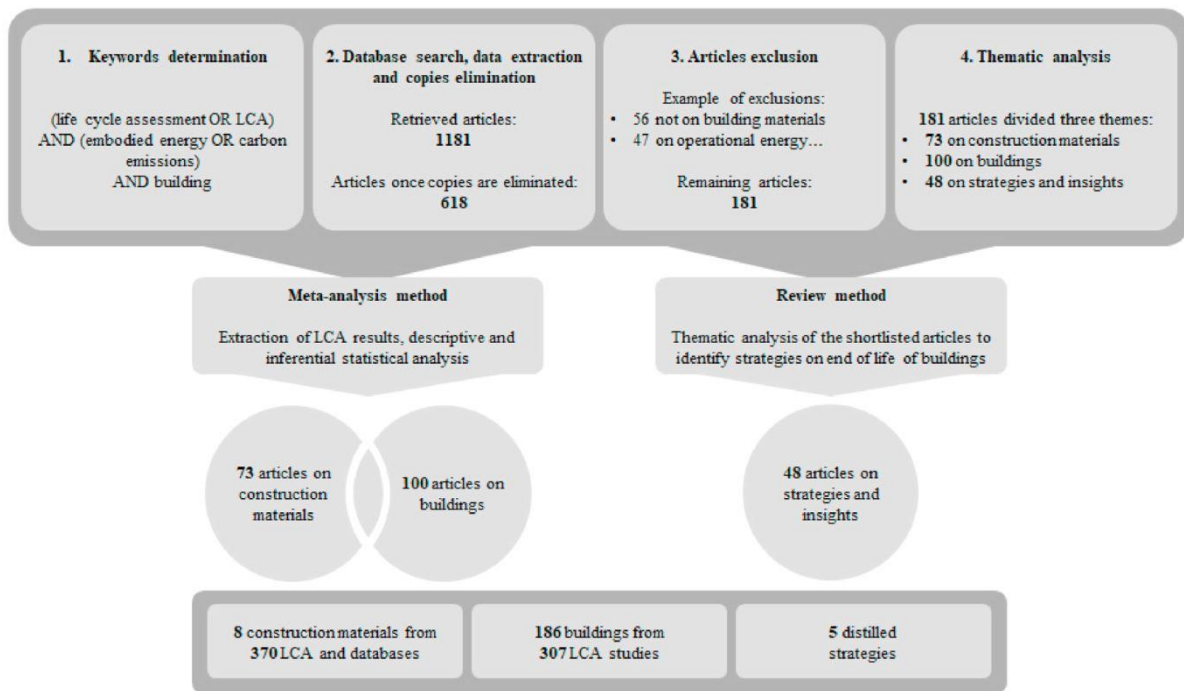 1. Keywords determination
(life cycle assessment OR LCA)
AND (embodied energy OR carbon
emissions)
AND building
2. Database search, data extraction
and copies elimination
Retrieved articles:
1181
Articles once copies are eliminated:
618
3. Articles exclusion
Example of exclusions:
• 56 not on building materials
• 47 on operational energy...
Remaining articles:
181
4. Thematic analysis
181 articles divided three themes:
• 73 on construction materials
• 100 on buildings
• 48 on strategies and insights
Meta-analysis method
Extraction of LCA results, descriptive and
inferential statistical analysis
Review method
Thematic analysis of the shortlisted articles to
identify strategies on end of life of buildings
73 articles on
construction
materials
100 articles on
buildings
48 articles on
strategies and
insights
8 construction materials from
370 LCA and databases
186 buildings from
307 LCA studies
5 distilled
strategies